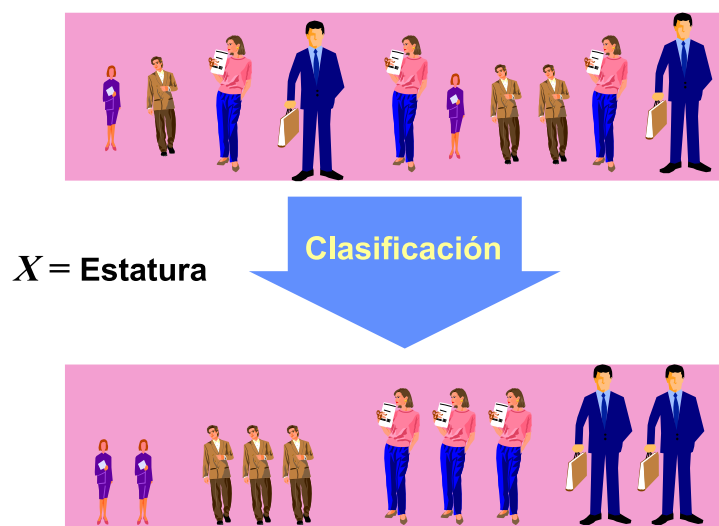 Clasificación
X = Estatura